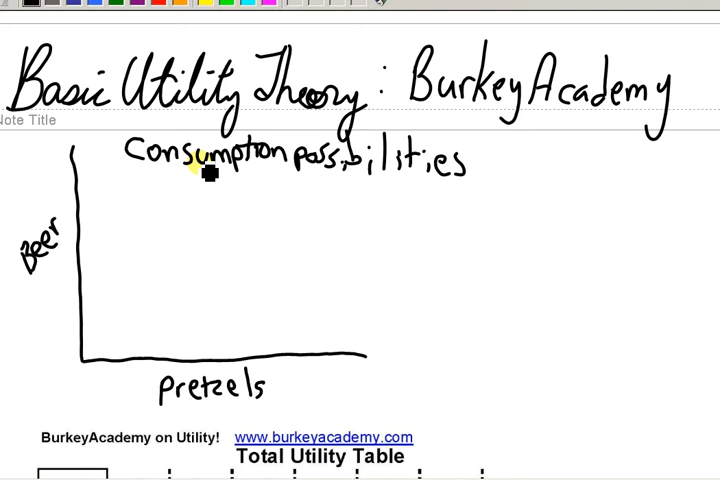 Basic Utility Theory: BurkeyAcademy
Note Title
Consumption possibilities
Beer
Pretzels
BurkeyAcademy on Utility! www.burkeyacademy.com
Total Utility Table